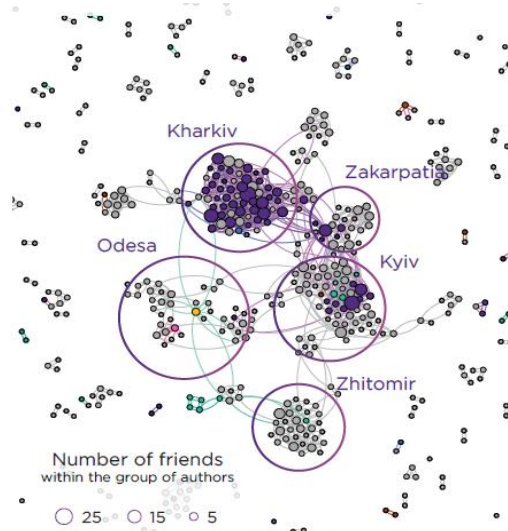 Kharkiv
Zakarpatia
Odesa
Kyiv
Zhitomir
Number of friends
within the group of authors
25 15 5